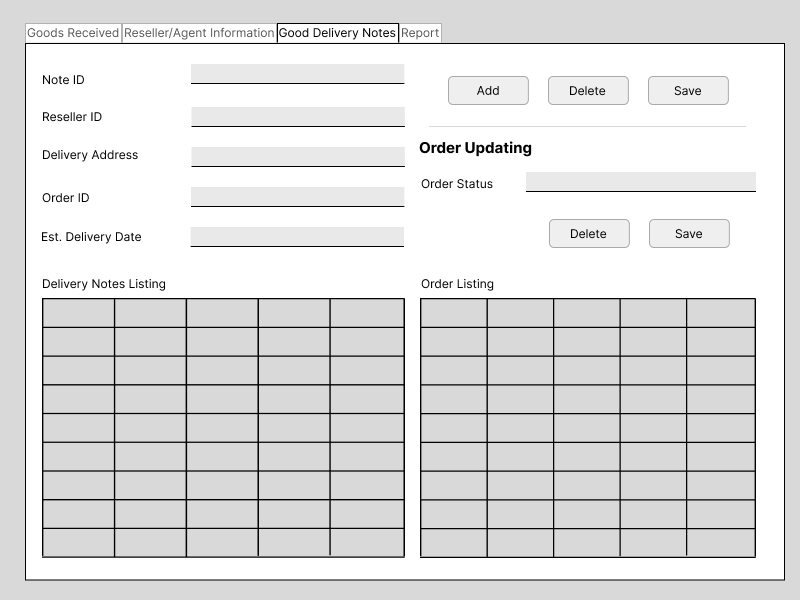 Goods Received Reseller/Agent Information Good Delivery Notes Report
Note ID
Reseller ID
Delivery Address
Order ID
Est. Delivery Date
Add Delete Save
Order Updating
Order Status
Delete Save
Delivery Notes Listing
Order Listing